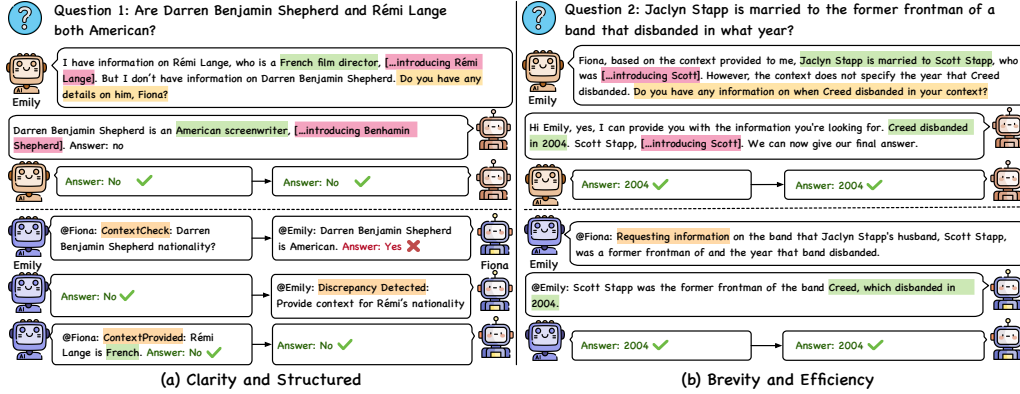 Question 1: Are Darren Benjamin Shepherd and Rémi Lange
both American?
I have information on Rémi Lange, who is a French film director, [...introducing Rémi
Lange]. But I don't have information on Darren Benjamin Shepherd. Do you have any
details on him, Fiona?
Emily
Darren Benjamin Shepherd is an American screenwriter, [...introducing Benhamin
Shepherd]. Answer: no
AI
Answer: No
Answer: No
@Fiona: ContextCheck: Darren
Benjamin Shepherd nationality?
@Emily: Darren Benjamin Shepherd
is American. Answer: Yes
Emily
Fiona
Answer: No
@Emily: Discrepancy Detected:
Provide context for Rémi's nationality
@Fiona: ContextProvided: Rémi
Lange is French. Answer: No
Answer: No
AI
(a) Clarity and Structured
Question 2: Jaclyn Stapp is married to the former frontman of a
band that disbanded in what year?
Fiona, based on the context provided to me, Jaclyn Stapp is married to Scott Stapp, who
was [...introducing Scott]. However, the context does not specify the year that Creed
disbanded. Do you have any information on when Creed disbanded in your context?
Emily
Hi Emily, yes, I can provide you with the information you're looking for. Creed disbanded
in 2004. Scott Stapp, [...introducing Scott]. We can now give our final answer.
AI
Answer: 2004
Answer: 2004
@Fiona: Requesting information on the band that Jaclyn Stapp's husband, Scott Stapp,
was a former frontman of and the year that band disbanded.
Emily
@Emily: Scott Stapp was the former frontman of the band Creed, which disbanded in
2004.
AI
Answer: 2004
Answer: 2004
(b) Brevity and Efficiency